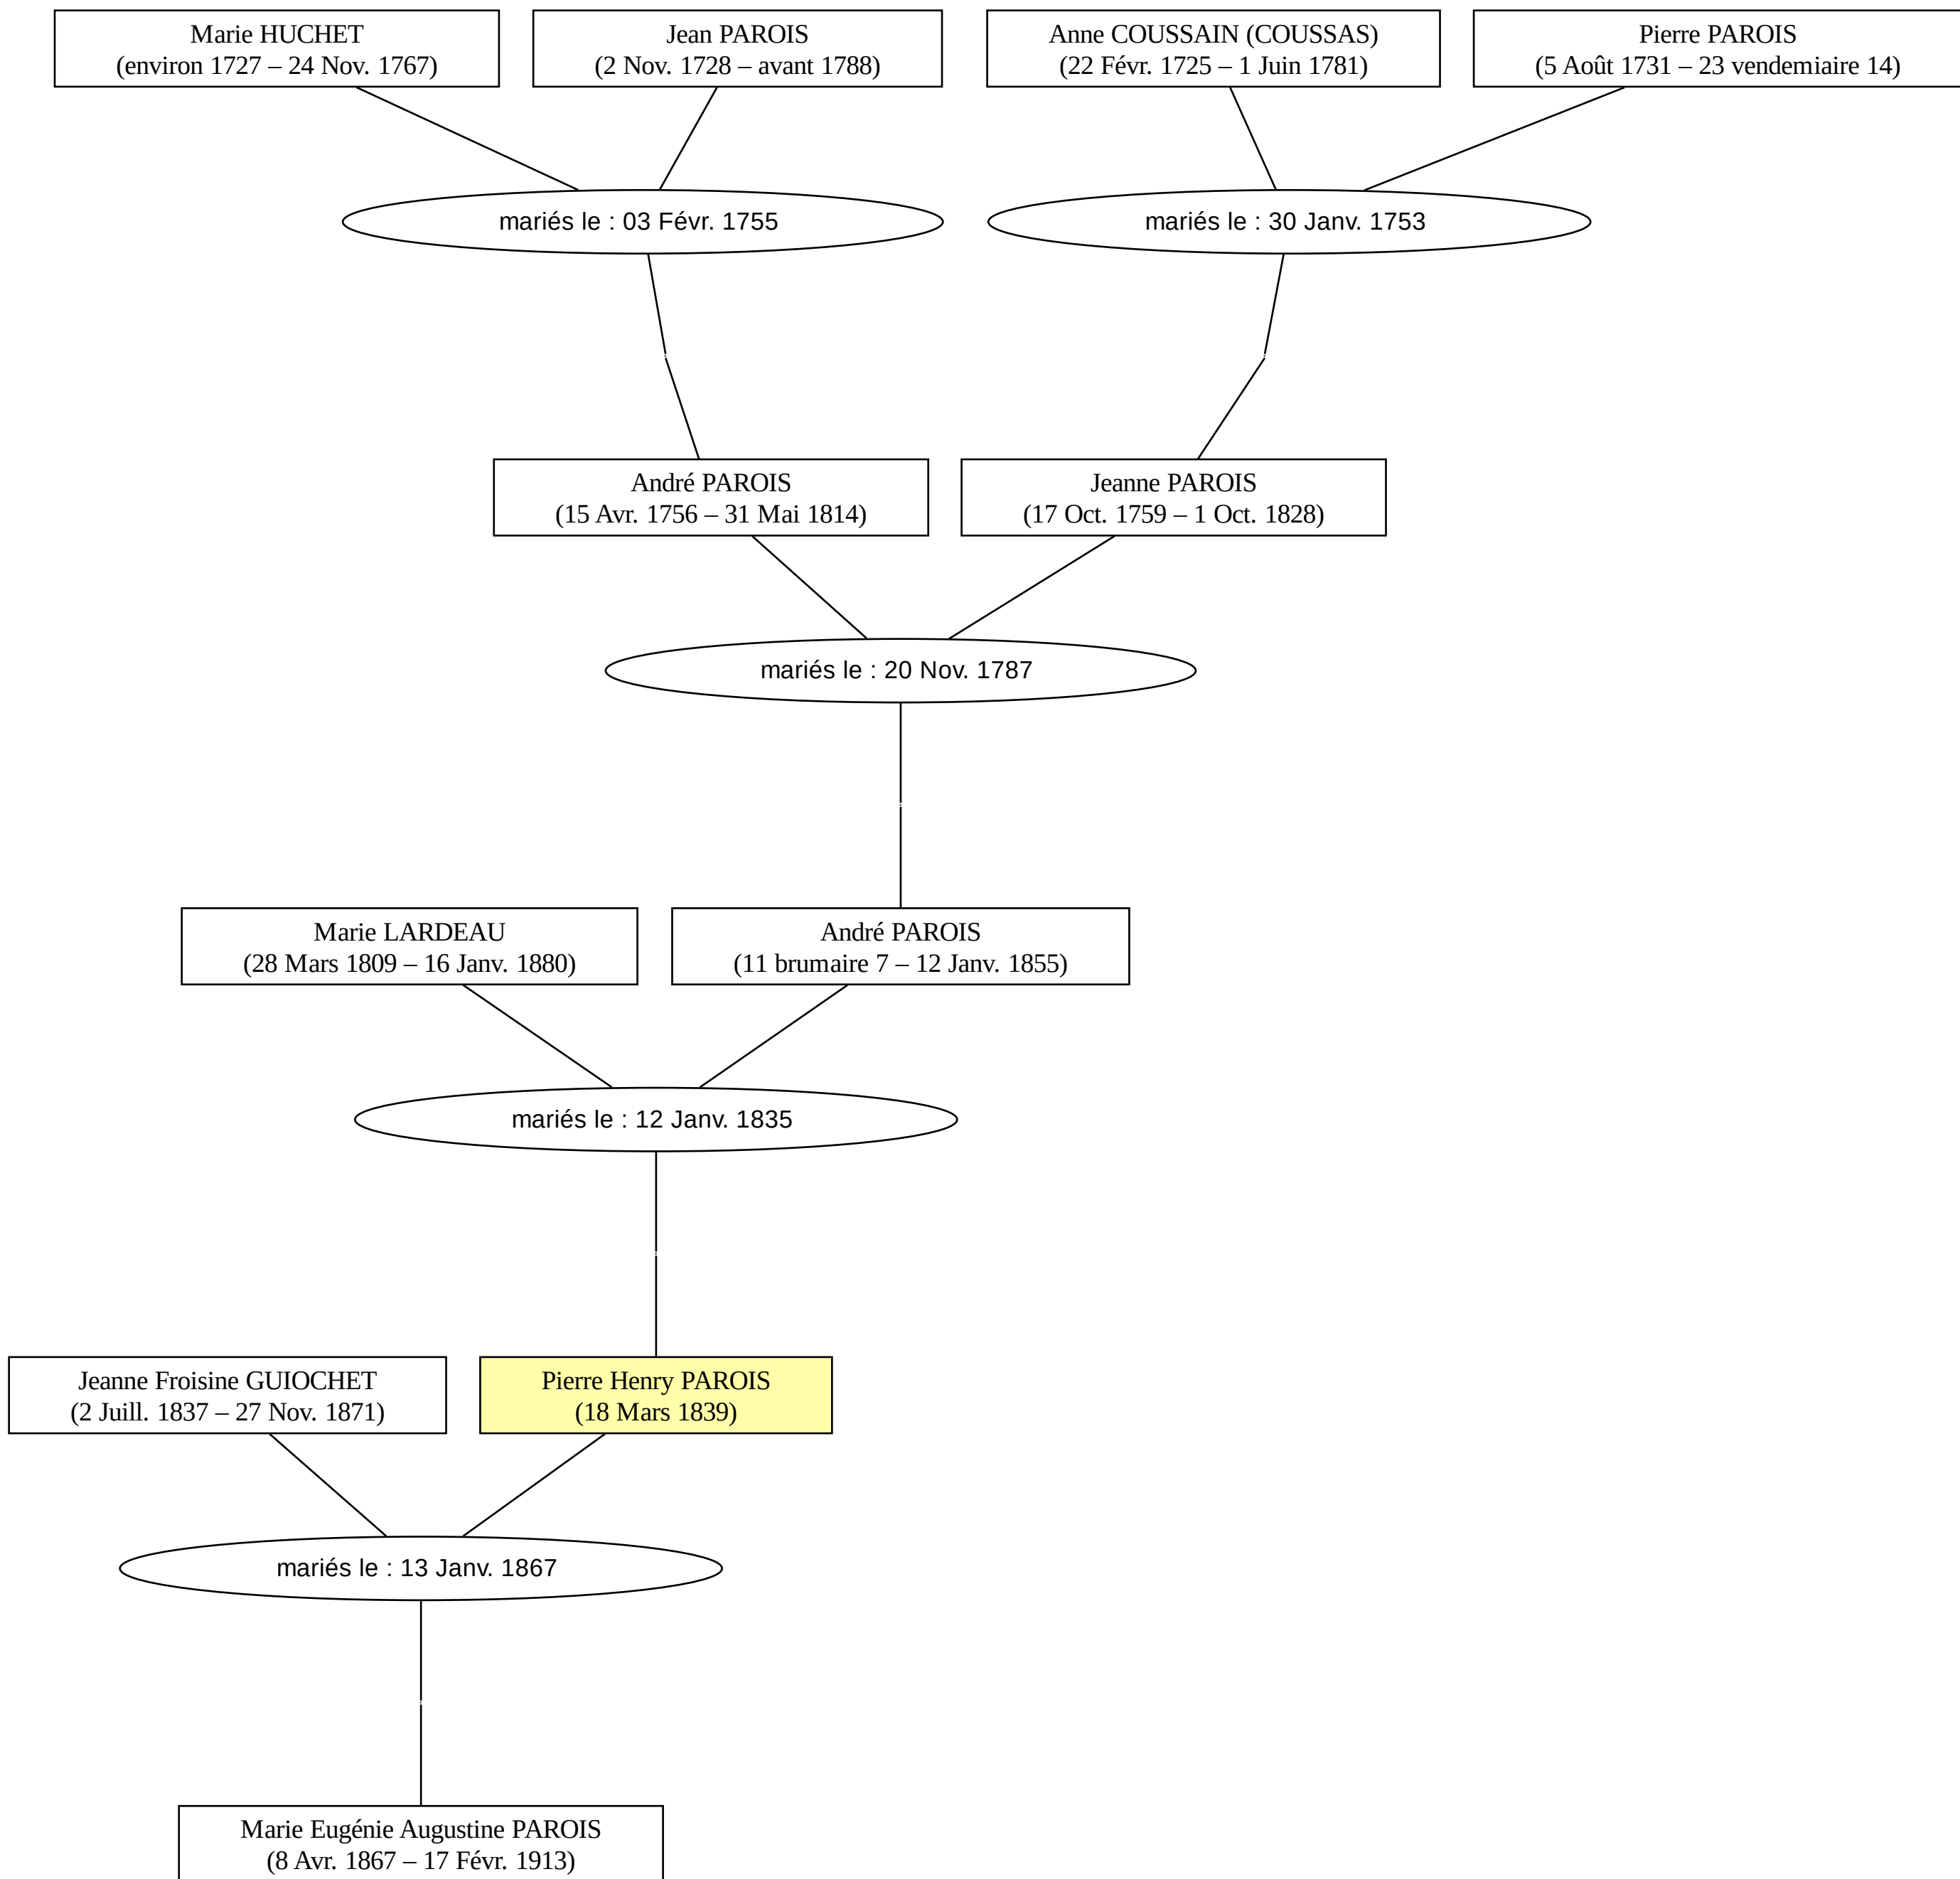 Marie HUCHET
(environ 1727 – 24 Nov. 1767)
Jean PAROIS
(2 Nov. 1728 – avant 1788)
Anne COUSSAIN (COUSSAS)
(22 Févr. 1725 – 1 Juin 1781)
Pierre PAROIS
(5 Août 1731 – 23 vendemiaire 14)
mariés le : 03 Févr. 1755
mariés le : 30 Janv. 1753
André PAROIS
(15 Avr. 1756 – 31 Mai 1814)
Jeanne PAROIS
(17 Oct. 1759 – 1 Oct. 1828)
mariés le : 20 Nov. 1787
Marie LARDEAU
(28 Mars 1809 – 16 Janv. 1880)
André PAROIS
(11 brumaire 7 – 12 Janv. 1855)
mariés le : 12 Janv. 1835
Jeanne Froisine GUIOCHET
(2 Juill. 1837 – 27 Nov. 1871)
Pierre Henry PAROIS
(18 Mars 1839)
mariés le : 13 Janv. 1867
Marie Eugénie Augustine PAROIS
(8 Avr. 1867 – 17 Févr. 1913)